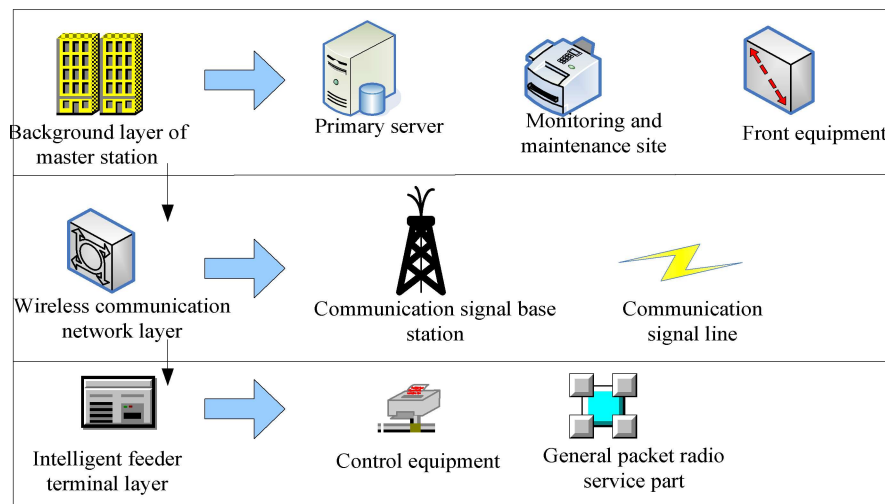 Background layer of
master station
Primary server
Monitoring and
maintenance site
Front equipment
Wireless communication
network layer
Communication signal base
station
Communication
signal line
Intelligent feeder
terminal layer
Control equipment
General packet radio
service part